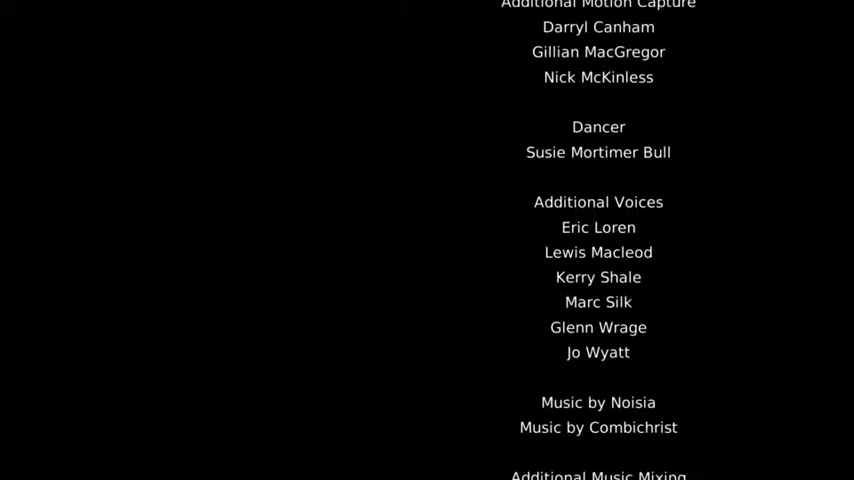 Additional Motion Capture
Darryl Canham
Gillian MacGregor
Nick McKinless
Dancer
Susie Mortimer Bull
Additional Voices
Eric Loren
Lewis Macleod
Kerry Shale
Marc Silk
Glenn Wrage
Jo Wyatt
Music by Noisia
Music by Combichrist
Additional Music Mixing